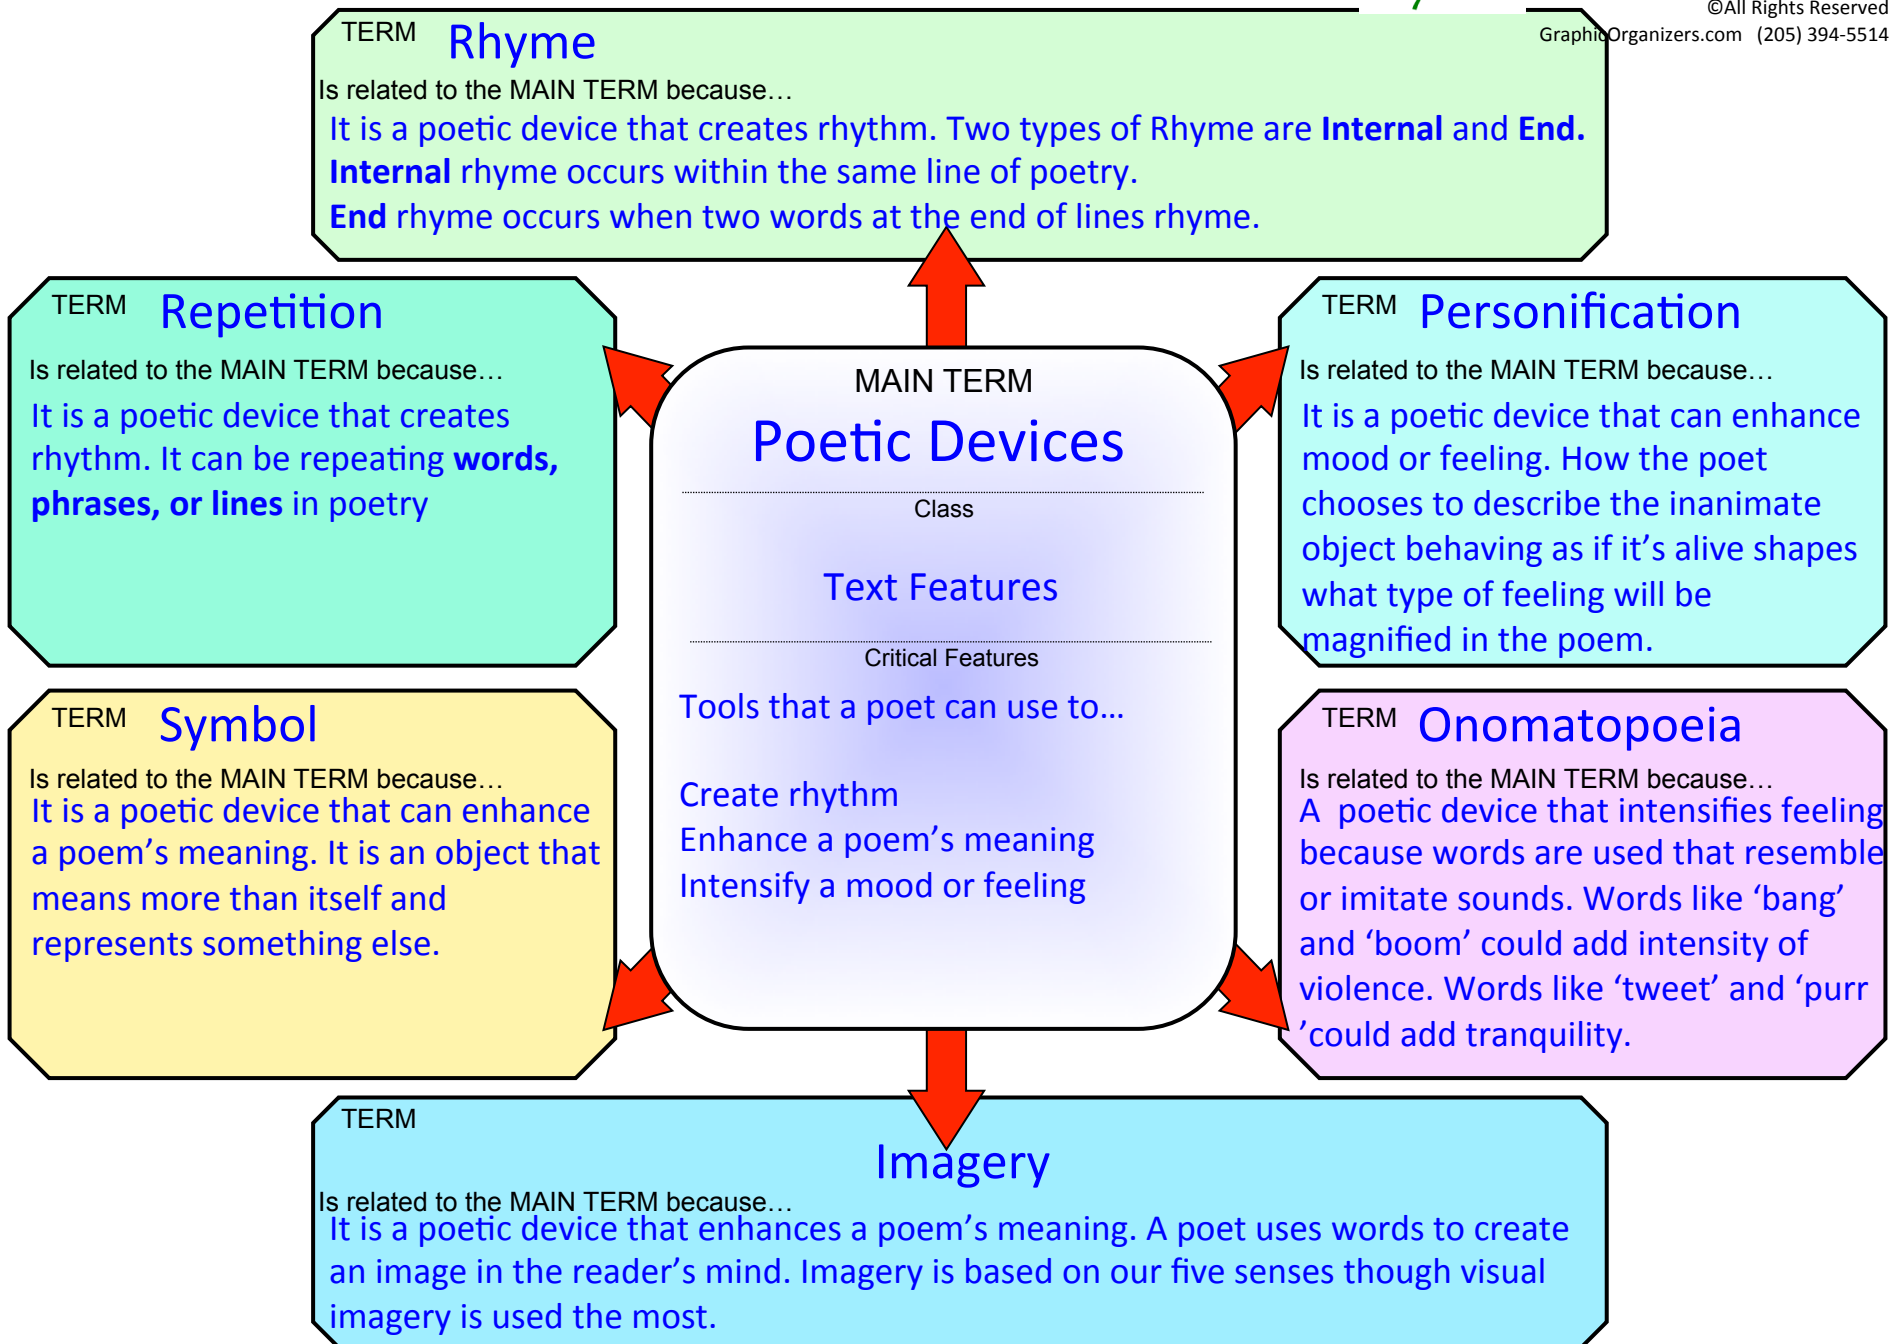 ©All Rights Reserved
GraphicOrganizers.com (205) 394-5514
TERM Rhyme
Is related to the MAIN TERM because…
It is a poetic device that creates rhythm. Two types of Rhyme are Internal and End.
Internal rhyme occurs within the same line of poetry.
End rhyme occurs when two words at the end of lines rhyme.
TERM Repetition
Is related to the MAIN TERM because…
It is a poetic device that creates
rhythm. It can be repeating words,
phrases, or lines in poetry
MAIN TERM
Poetic Devices
Class
Text Features
Critical Features
Tools that a poet can use to…
Create rhythm
Enhance a poem's meaning
Intensify a mood or feeling
TERM Personification
Is related to the MAIN TERM because…
It is a poetic device that can enhance
mood or feeling. How the poet
chooses to describe the inanimate
object behaving as if it's alive shapes
what type of feeling will be
magnified in the poem.
TERM Symbol
Is related to the MAIN TERM because…
It is a poetic device that can enhance
a poem's meaning. It is an object that
means more than itself and
represents something else.
TERM Onomatopoeia
Is related to the MAIN TERM because…
A  poetic device that intensifies feeling
because words are used that resemble
or imitate sounds. Words like 'bang'
and 'boom' could add intensity of
violence. Words like 'tweet' and 'purr
'could add tranquility.
TERM
Imagery
Is related to the MAIN TERM because…
It is a poetic device that enhances a poem's meaning. A poet uses words to create
an image in the reader's mind. Imagery is based on our five senses though visual
imagery is used the most.